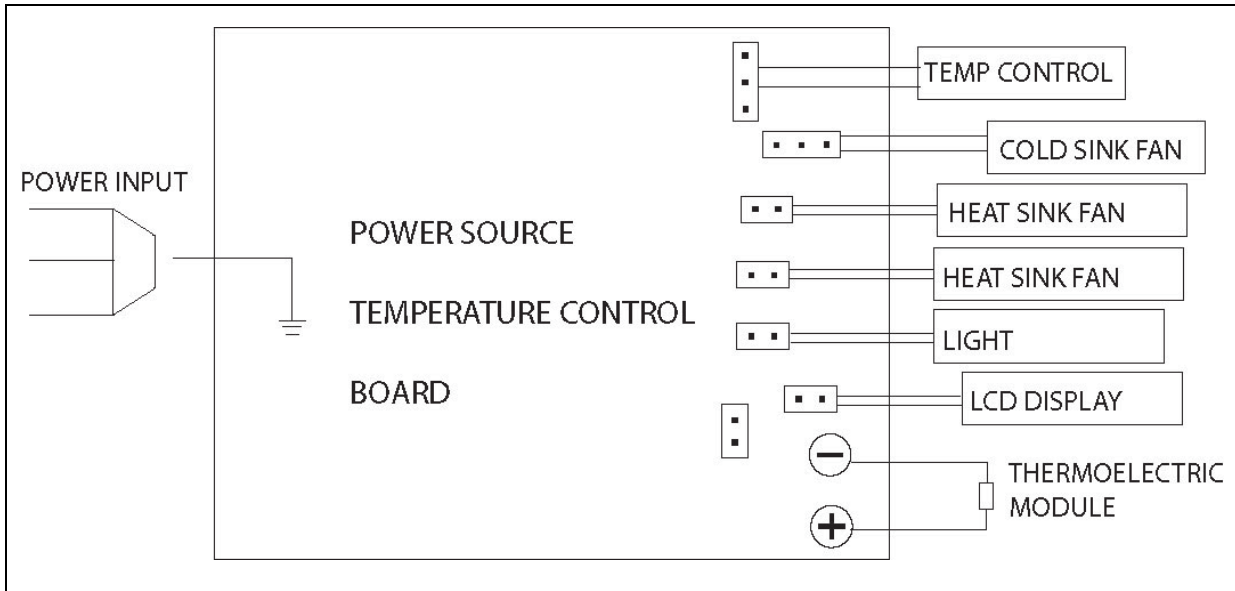 POWER INPUT
POWER SOURCE
TEMPERATURE CONTROL
BOARD
TEMP CONTROL
COLD SINK FAN
HEAT SINK FAN
HEAT SINK FAN
LIGHT
LCD DISPLAY
−
+
THERMOELECTRIC
MODULE